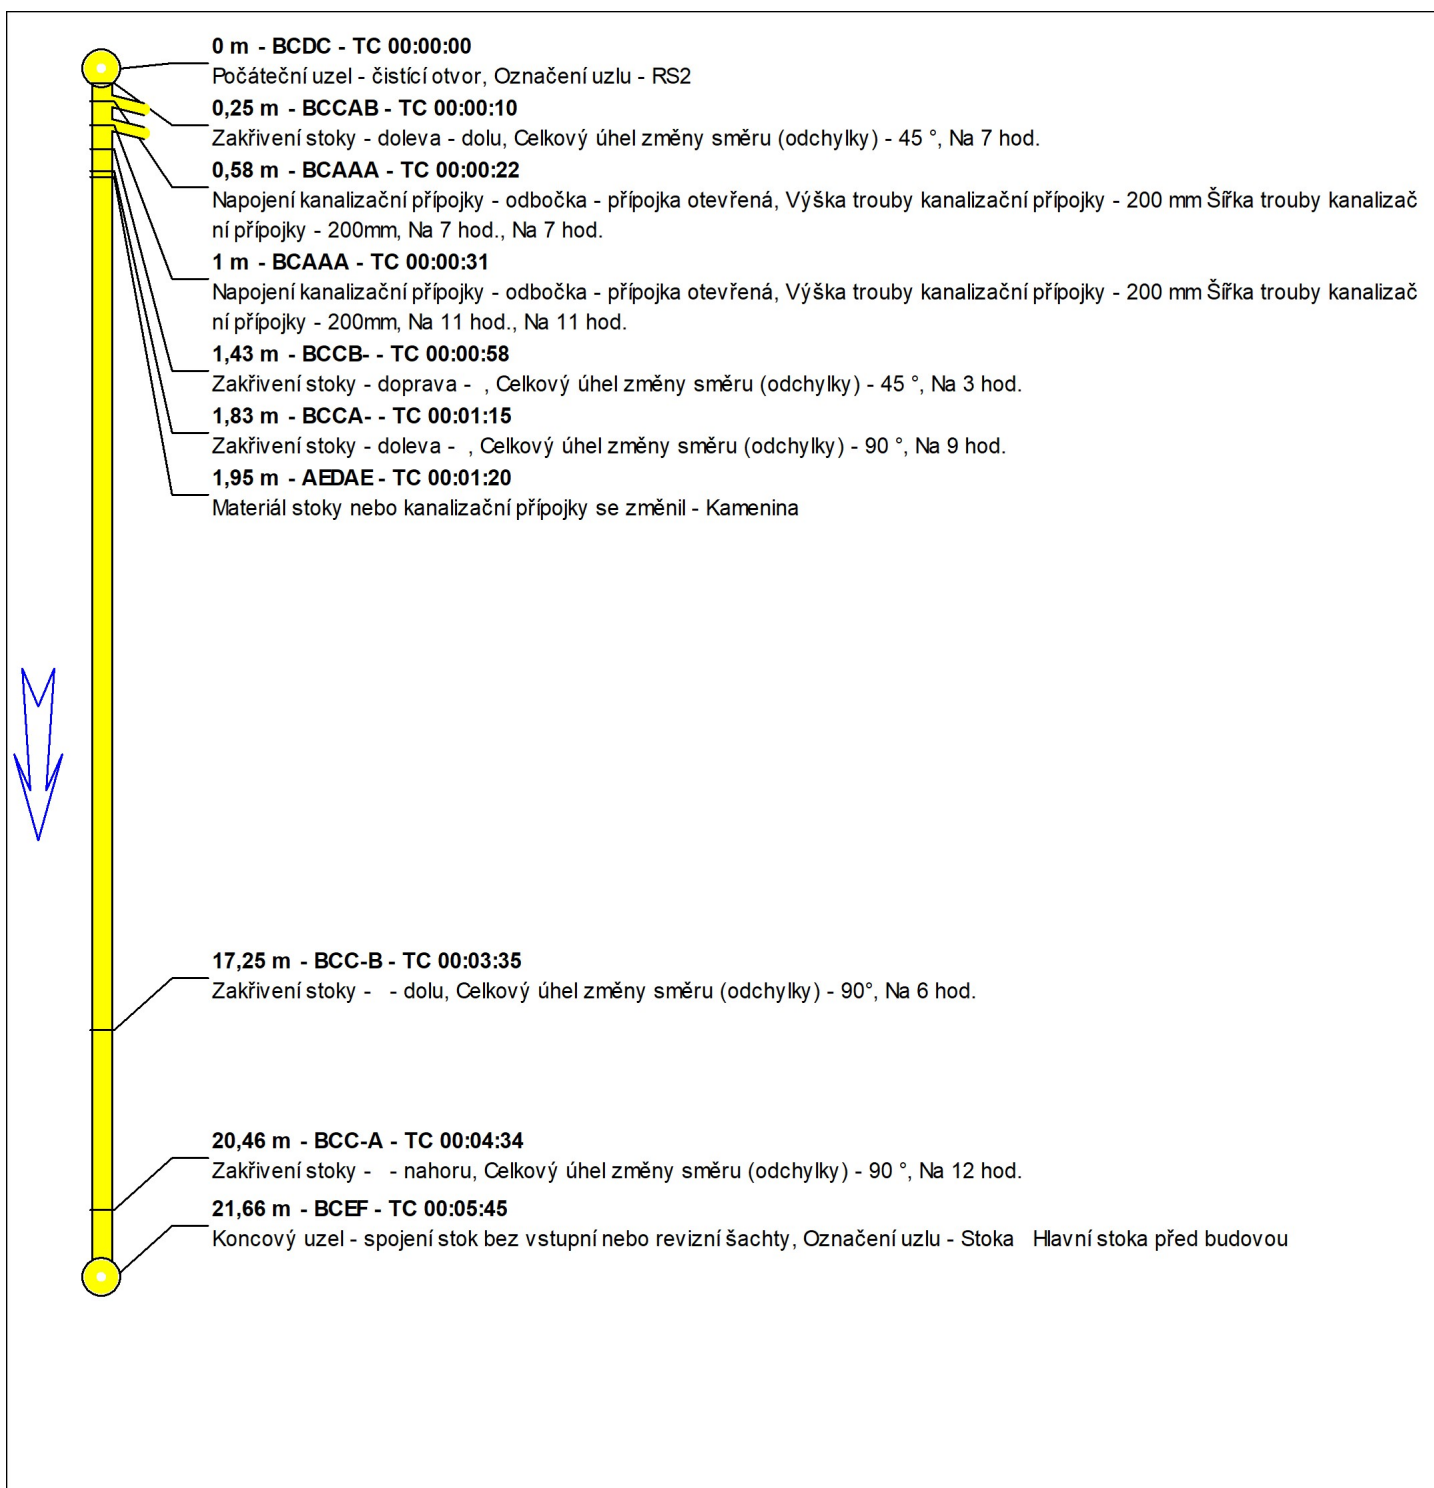 0 m - BCDC - TC 00:00:00
Počáteční uzel - čistící otvor, Označení uzlu - RS2
0,25 m - BCCAB - TC 00:00:10
Zakřivení stoky - doleva - dolu, Celkový úhel změny směru (odchylky) - 45 °, Na 7 hod.
0,58 m - BCAAA - TC 00:00:22
Napojení kanalizační přípojky - odbočka - přípojka otevřená, Výška trouby kanalizační přípojky - 200 mm Šířka trouby kanalizač
ní přípojky - 200mm, Na 7 hod., Na 7 hod.
1 m - BCAAA - TC 00:00:31
Napojení kanalizační přípojky - odbočka - přípojka otevřená, Výška trouby kanalizační přípojky - 200 mm Šířka trouby kanalizač
ní přípojky - 200mm, Na 11 hod., Na 11 hod.
1,43 m - BCCB- - TC 00:00:58
Zakřivení stoky - doprava - , Celkový úhel změny směru (odchylky) - 45 °, Na 3 hod.
1,83 m - BCCA- - TC 00:01:15
Zakřivení stoky - doleva - , Celkový úhel změny směru (odchylky) - 90 °, Na 9 hod.
1,95 m - AEDAE - TC 00:01:20
Materiál stoky nebo kanalizační přípojky se změnil - Kamenina
17,25 m - BCC-B - TC 00:03:35
Zakřivení stoky - - dolu, Celkový úhel změny směru (odchylky) - 90°, Na 6 hod.
20,46 m - BCC-A - TC 00:04:34
Zakřivení stoky - - nahoru, Celkový úhel změny směru (odchylky) - 90 °, Na 12 hod.
21,66 m - BCEF - TC 00:05:45
Koncový uzel - spojení stok bez vstupní nebo revizní šachty, Označení uzlu - Stoka Hlavní stoka před budovou